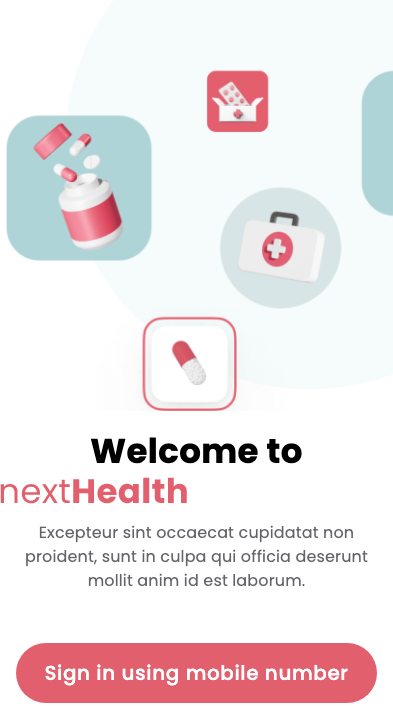 Welcome to
nextHealth
Excepteur sint occaecat cupidatat non
proident, sunt in culpa qui officia deserunt
mollit anim id est laborum.
Sign in using mobile number